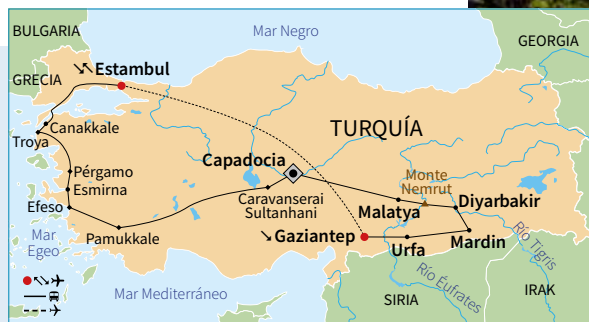 BULGARIA
Mar Negro
GEORGIA
GRECIA
Estambul
Canakkale
Troya
TURQUÍA
Capadocia
Pérgamo
Esmirna
Caravanserai
Sultanhani
Monte
Nemrut
Malatya
Diyarbakir
Efeso
Pamukkale
Gaziantep
Urfa
Mardin
Mar
Egeo
Mar Mediterráneo
Río Éufrates
Río Tigris
SIRIA
IRAK